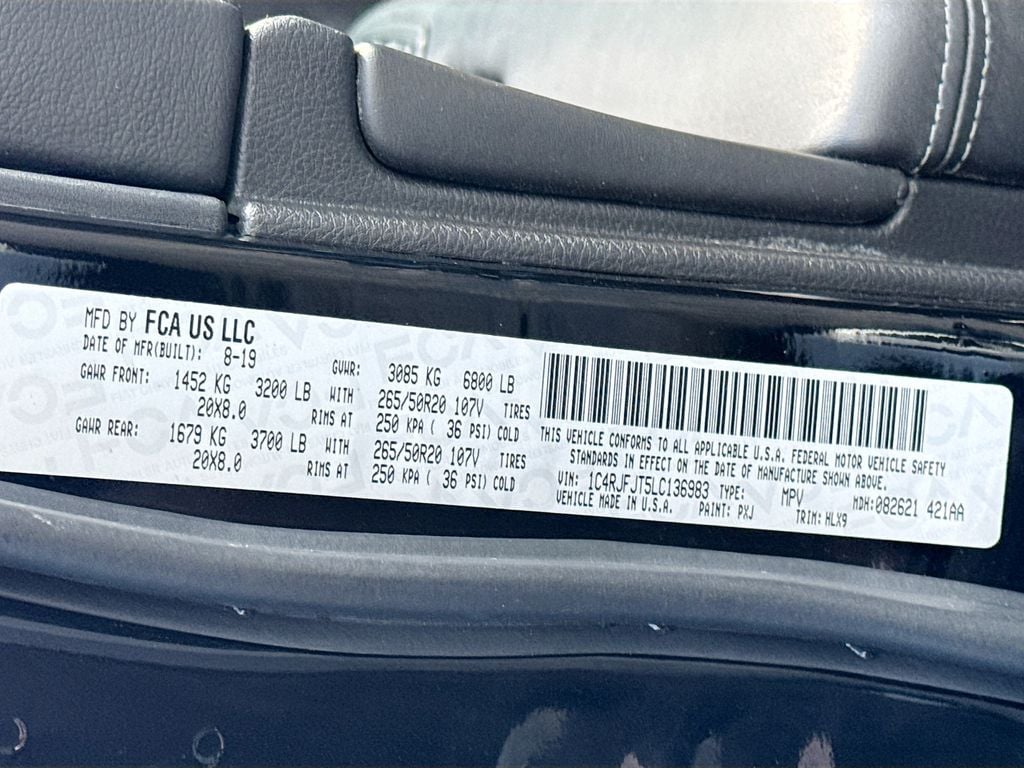 MFD BY FCA US LLC
DATE OF MFR(BUILT): 8-19 GVWR: 3085 KG 6800 LB
GAWR FRONT: 1452 KG 3200 LB WITH 265/50R20 107V TIRES
20X8.0 RIMS AT 250 KPA ( 36 PSI) COLD
GAWR REAR: 1679 KG 3700 LB WITH 265/50R20 107V TIRES
20X8.0 RIMS AT 250 KPA ( 36 PSI) COLD
THIS VEHICLE CONFORMS TO ALL APPLICABLE U.S.A. FEDERAL MOTOR VEHICLE SAFETY
STANDARDS IN EFFECT ON THE DATE OF MANUFACTURE SHOWN ABOVE.
VIN: 1C4RJFJT5LC136983 TYPE: MPV MDH:082621 421AA
VEHICLE MADE IN U.S.A. PAINT: PXJ TRIM: HLX9